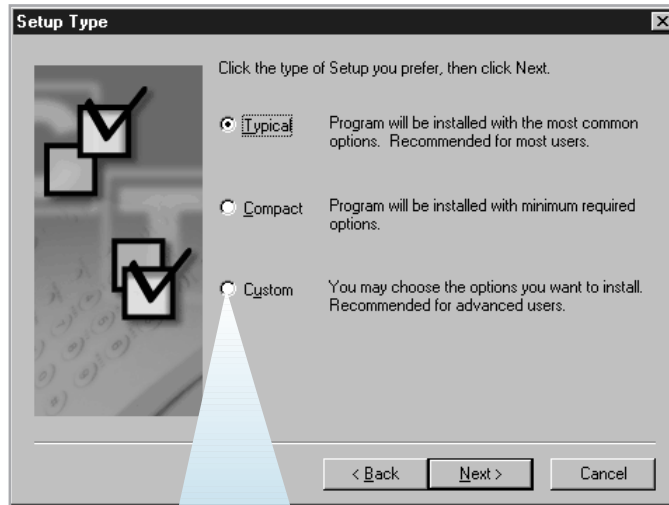 Setup Type
Click the type of Setup you prefer, then click Next.
Typical
Program will be installed with the most common
options. Recommended for most users.
Compact
Program will be installed with minimum required
options.
Custom
You may choose the options you want to install.
Recommended for advanced users.
< Back
Next >
Cancel